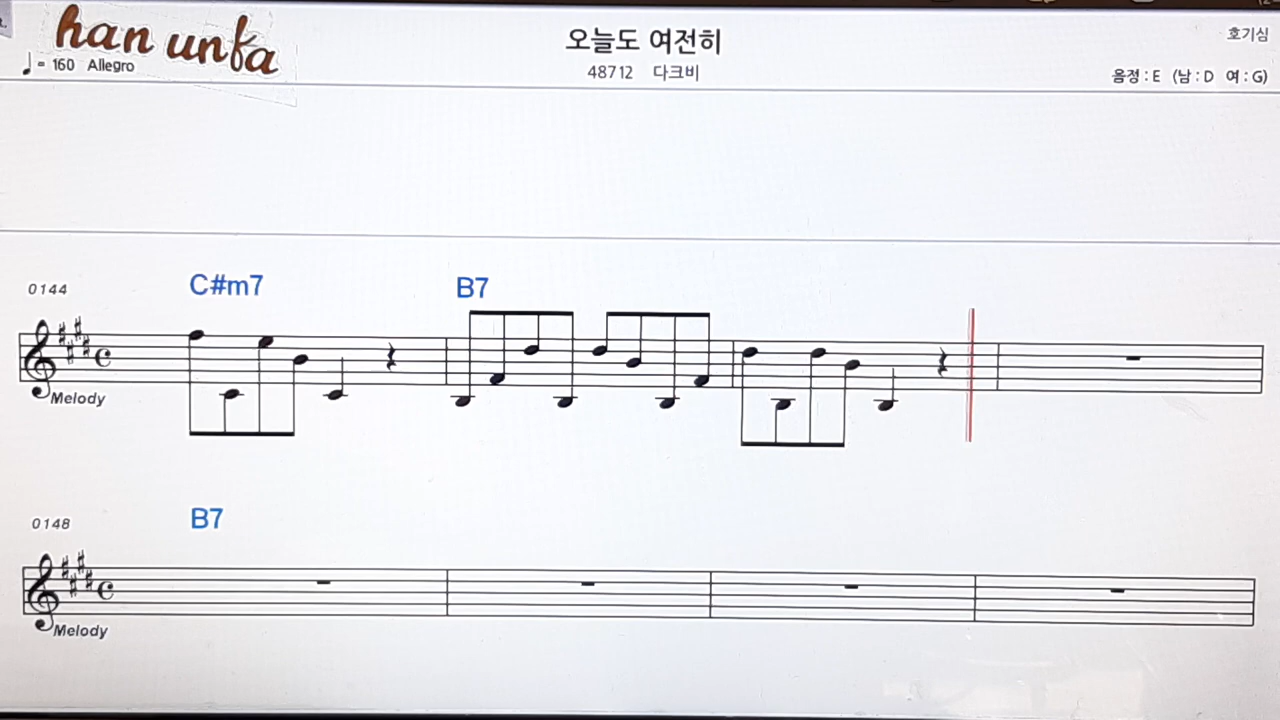 han unfa
♩= 160 Allegro
오늘도 여전히
48712 다크비
호기심
음정 : E (남 : D 여 : G)
0144
C#m7
B7
Melody
0148
B7
Melody